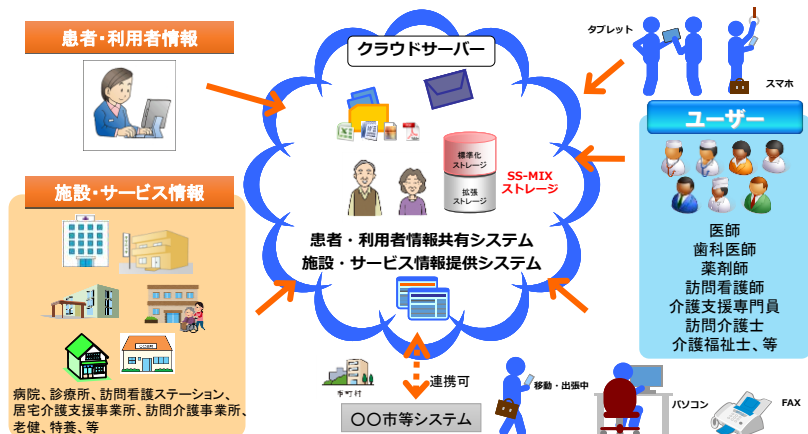 患者・利用者情報
クラウドサーバー
タブレット
スマホ
ユーザー
標準化
ストレージ
拡張
ストレージ
SS-MIX
ストレージ
施設・サービス情報
患者・利用者情報共有システム
施設・サービス情報提供システム
医師
歯科医師
薬剤師
訪問看護師
介護支援専門員
訪問介護士
介護福祉士、等
病院、診療所、訪問看護ステーション、
居宅介護支援事業所、訪問介護事業所、
老健、特養、等
市町村
連携可
〇〇市等システム
移動・出張中
パソコン
FAX